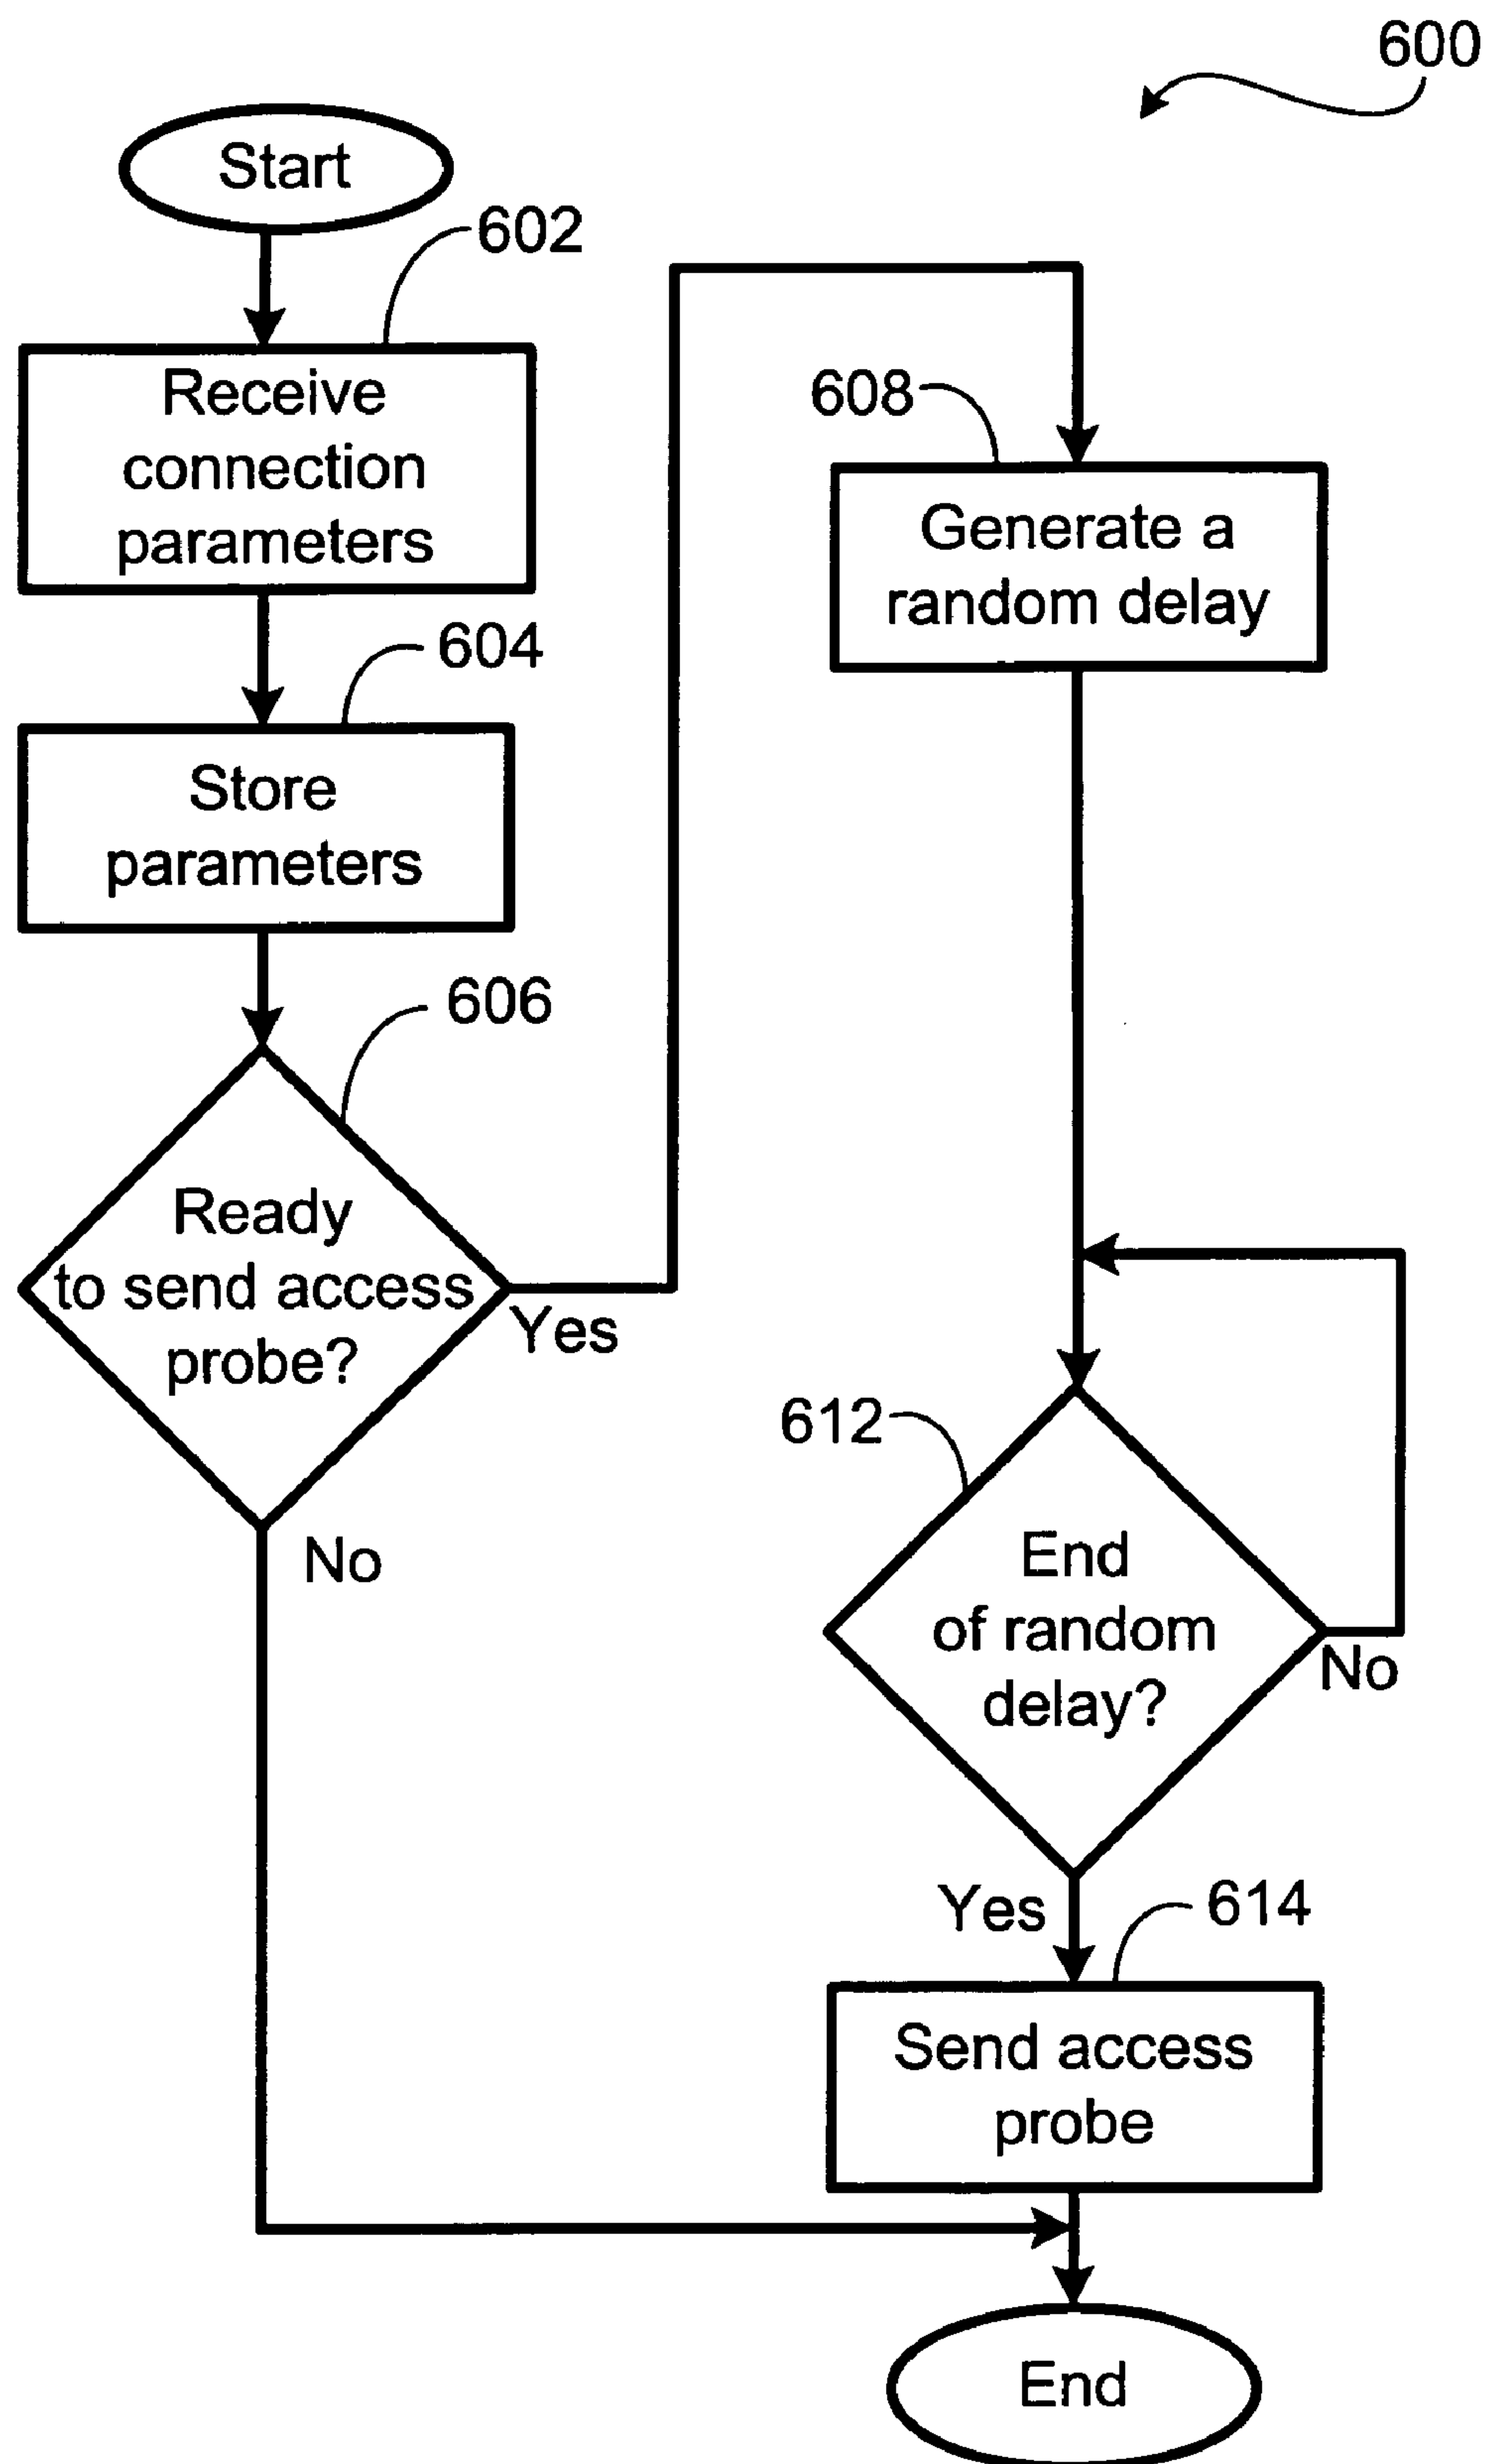 600
Start
602
Receive
connection
parameters
604
Store
parameters
606
Ready
to send access
probe?
Yes
No
608
Generate a
random delay
612
End
of random
delay?
No
Yes
614
Send access
probe
End